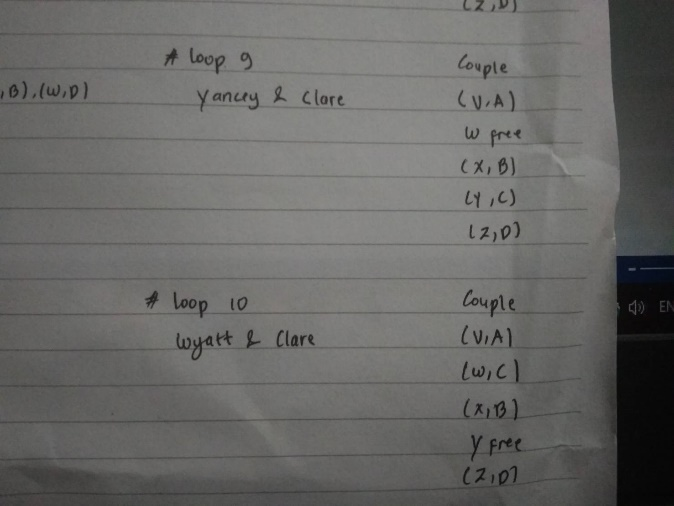 (Z,D)
# loop 9
Couple
,B),(W,D)
Yancey & Clare
(V,A)
W free
(X,B)
(Y,C)
(Z,D)
# loop 10
Couple
Wyatt & Clare
(V,A)
(W,C)
(X,B)
Y free
(Z,D)
EN